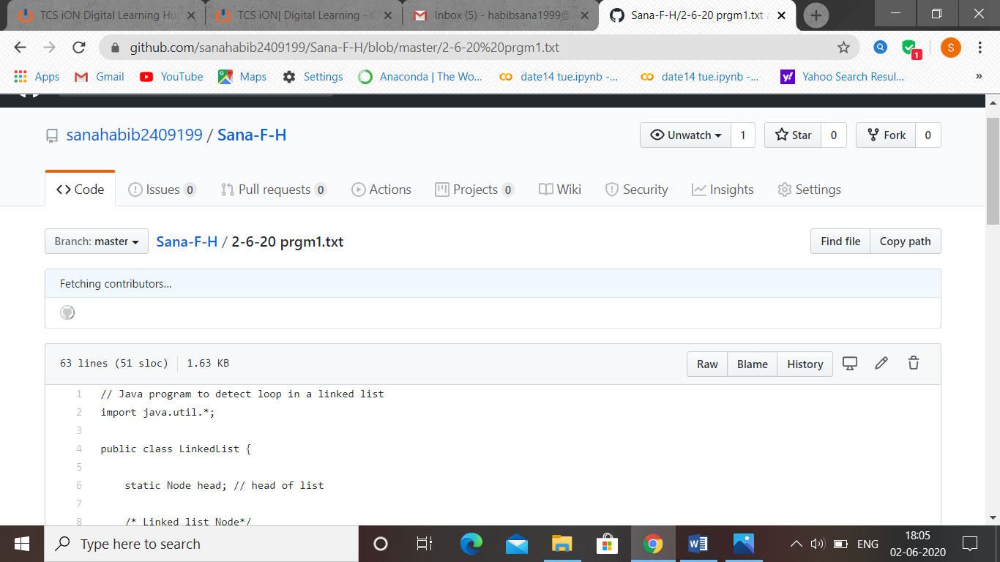 TCS iON Digital Learning Hu
TCS iON| Digital Learning -
Inbox (5) - habibsana1999@
Sana-F-H/2-6-20 prgm1.txt
github.com/sanahabib2409199/Sana-F-H/blob/master/2-6-20%20prgm1.txt
1
S
Apps
Gmail
YouTube
Maps
Settings
Anaconda | The Wo...
date14 tue.ipynb -...
date14 tue.ipynb -...
Yahoo Search Resul...
»
sanahabib2409199 / Sana-F-H
Unwatch 1
Star 0
Fork 0
Code
Issues 0
Pull requests 0
Actions
Projects 0
Wiki
Security
Insights
Settings
Branch: master
Sana-F-H / 2-6-20 prgm1.txt
Find file
Copy path
Fetching contributors...
63 lines (51 sloc) 1.63 KB
Raw
Blame
History
1 // Java program to detect loop in a linked list
2 import java.util.*;
3
4 public class LinkedList {
5
6 static Node head; // head of list
7
8 /* Linked list Node*/
Type here to search
ENG
18:05
02-06-2020